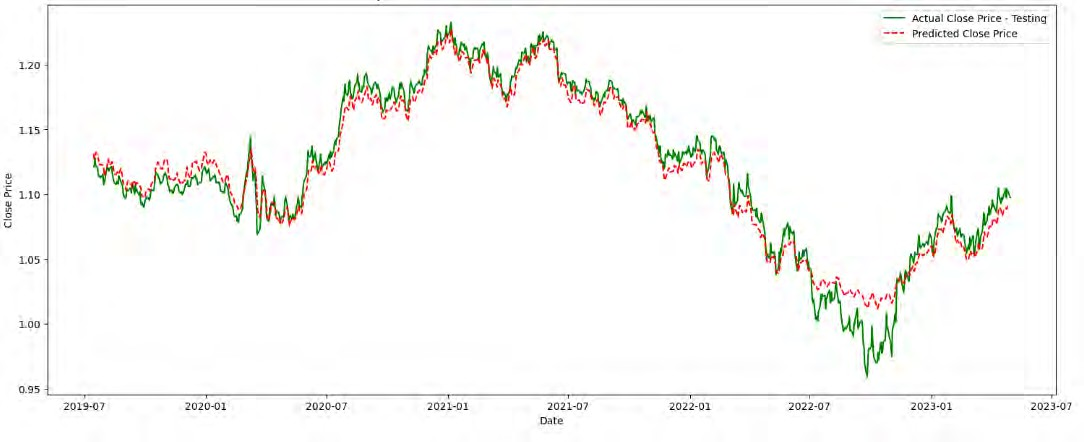 Actual Close Price - Testing
Predicted Close Price
Close Price
1.20
1.15
1.10
1.05
1.00
0.95
2019-07 2020-01 2020-07 2021-01 2021-07 2022-01 2022-07 2023-01 2023-07
Date